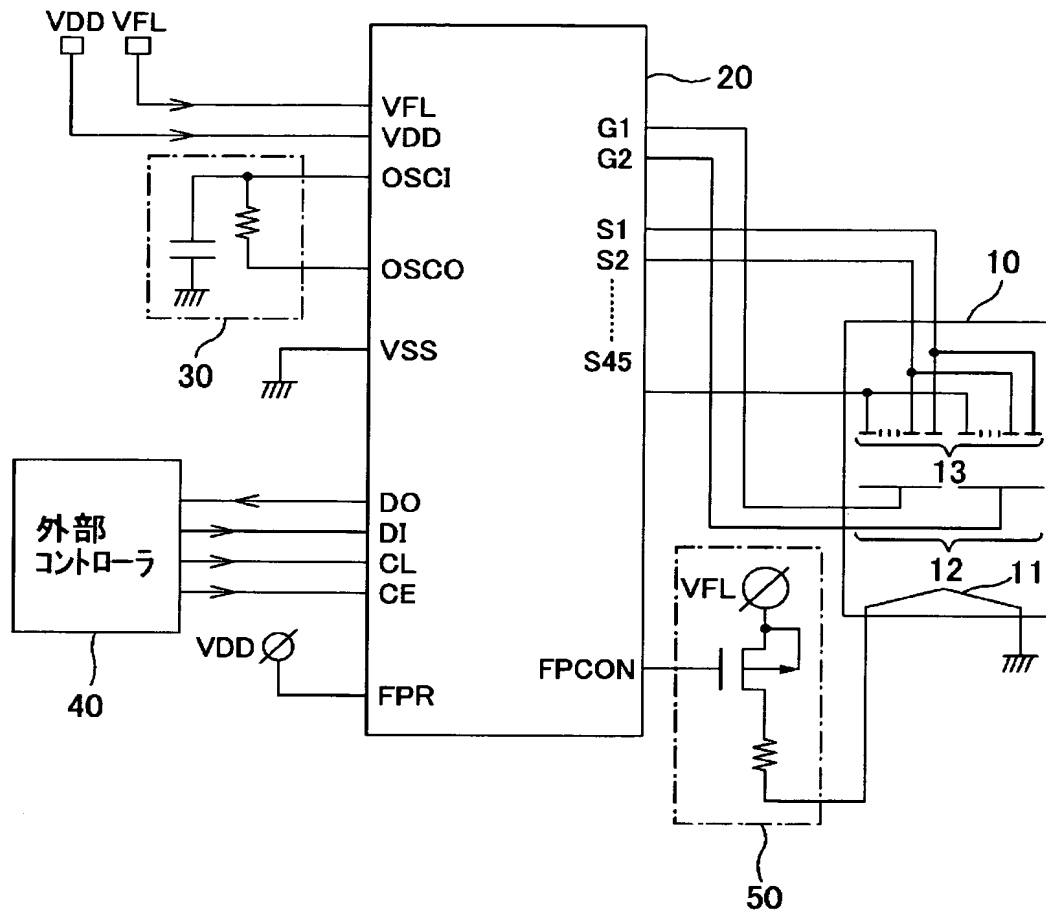 VDD VFL
20
VFL
VDD
G1
G2
OSCI
S1
S2
OSCO
10
30
VSS
S45
13
DO
DI
CL
CE
外部
コントローラ
12
11
VFL
VDD
FPCON
FPR
40
50